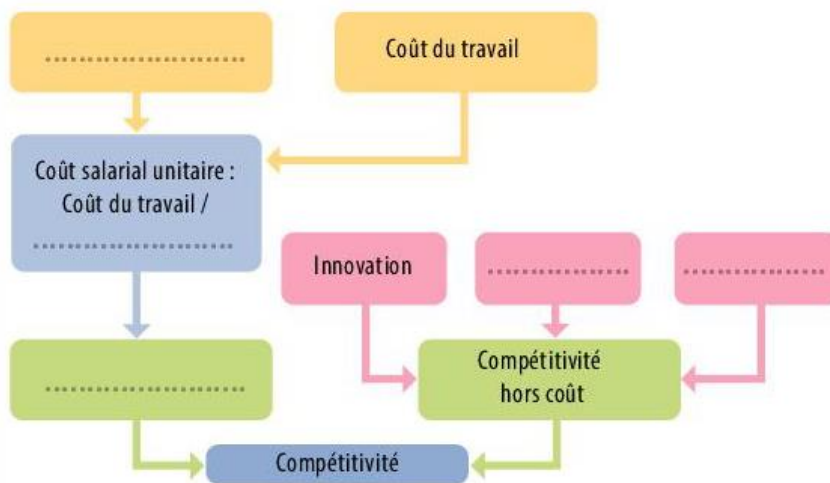 ........................
Coût du travail
Coût salarial unitaire :
Coût du travail /
........................
Innovation
.................
.................
........................
Compétitivité
hors coût
Compétitivité